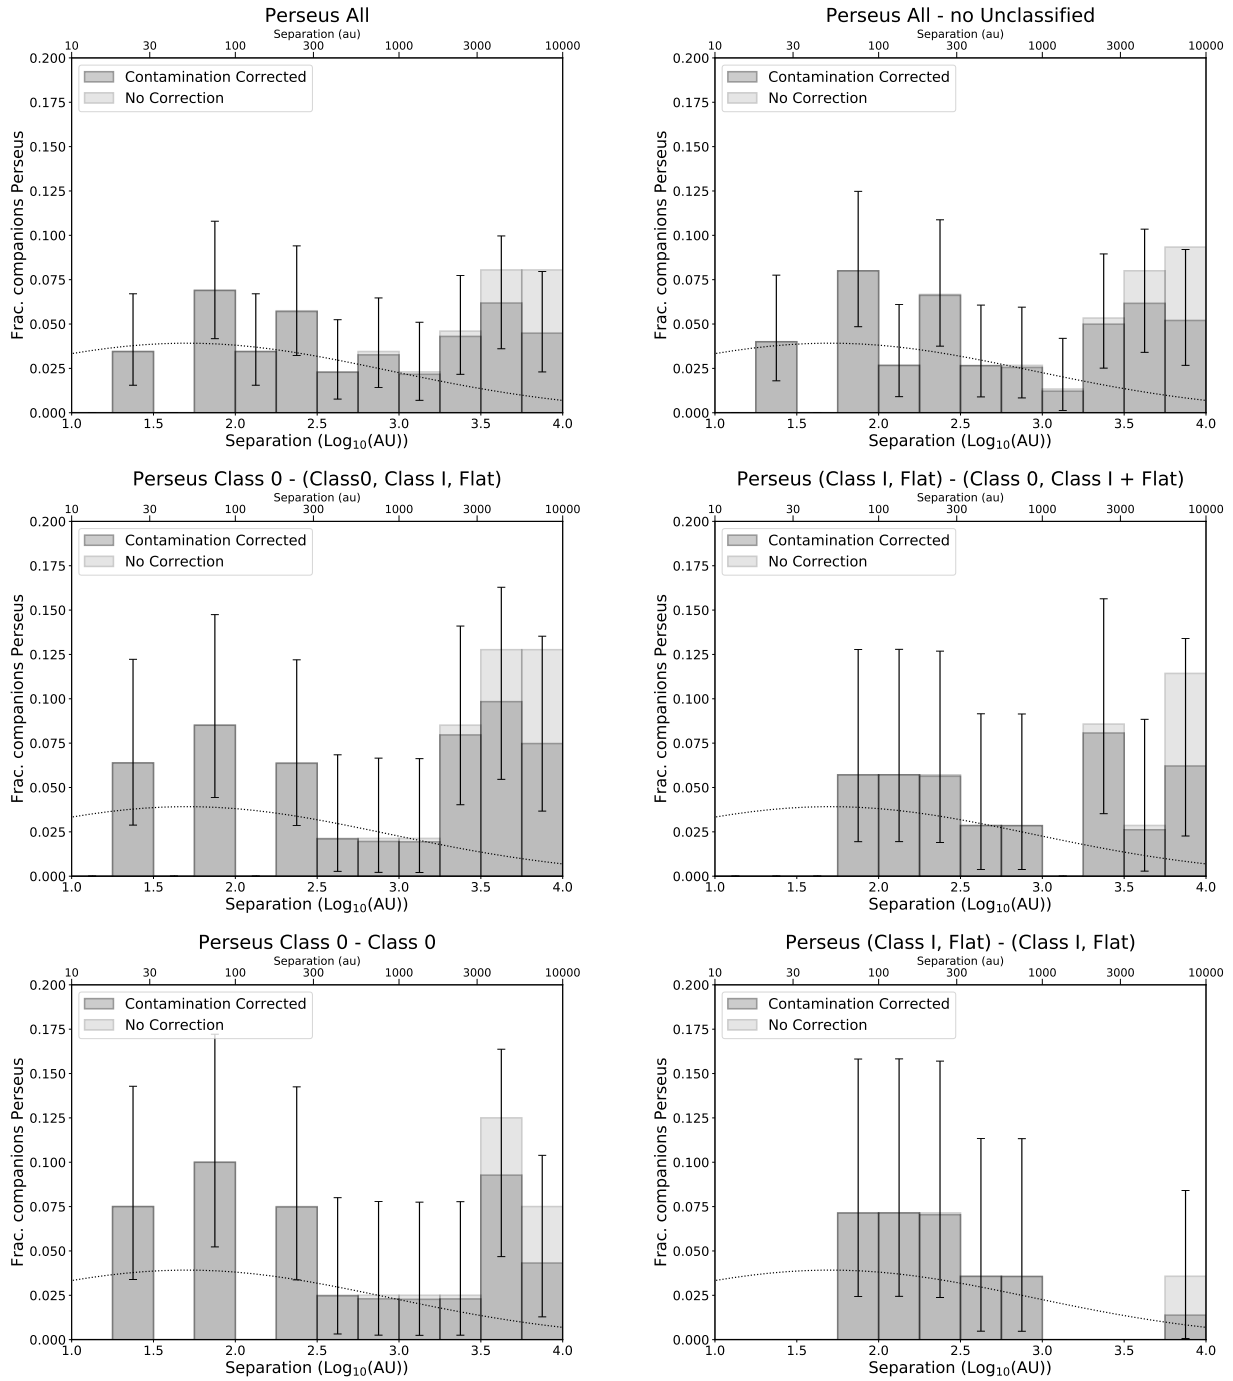 Perseus All
Separation (au)
10 30 100 300 1000 3000 10000
0.200
0.175
0.150
0.125
0.100
0.075
0.050
0.025
0.000
Frac. companions Perseus
Contamination Corrected
No Correction
1.0 1.5 2.0 2.5 3.0 3.5 4.0
Separation (Log10(AU))
Perseus All - no Unclassified
Separation (au)
10 30 100 300 1000 3000 10000
0.200
0.175
0.150
0.125
0.100
0.075
0.050
0.025
0.000
Frac. companions Perseus
Contamination Corrected
No Correction
1.0 1.5 2.0 2.5 3.0 3.5 4.0
Separation (Log10(AU))
Perseus Class 0 - (Class0, Class I, Flat)
Separation (au)
10 30 100 300 1000 3000 10000
0.200
0.175
0.150
0.125
0.100
0.075
0.050
0.025
0.000
Frac. companions Perseus
Contamination Corrected
No Correction
1.0 1.5 2.0 2.5 3.0 3.5 4.0
Separation (Log10(AU))
Perseus (Class I, Flat) - (Class 0, Class I + Flat)
Separation (au)
10 30 100 300 1000 3000 10000
0.200
0.175
0.150
0.125
0.100
0.075
0.050
0.025
0.000
Frac. companions Perseus
Contamination Corrected
No Correction
1.0 1.5 2.0 2.5 3.0 3.5 4.0
Separation (Log10(AU))
Perseus Class 0 - Class 0
Separation (au)
10 30 100 300 1000 3000 10000
0.200
0.175
0.150
0.125
0.100
0.075
0.050
0.025
0.000
Frac. companions Perseus
Contamination Corrected
No Correction
1.0 1.5 2.0 2.5 3.0 3.5 4.0
Separation (Log10(AU))
Perseus (Class I, Flat) - (Class I, Flat)
Separation (au)
10 30 100 300 1000 3000 10000
0.200
0.175
0.150
0.125
0.100
0.075
0.050
0.025
0.000
Frac. companions Perseus
Contamination Corrected
No Correction
1.0 1.5 2.0 2.5 3.0 3.5 4.0
Separation (Log10(AU))